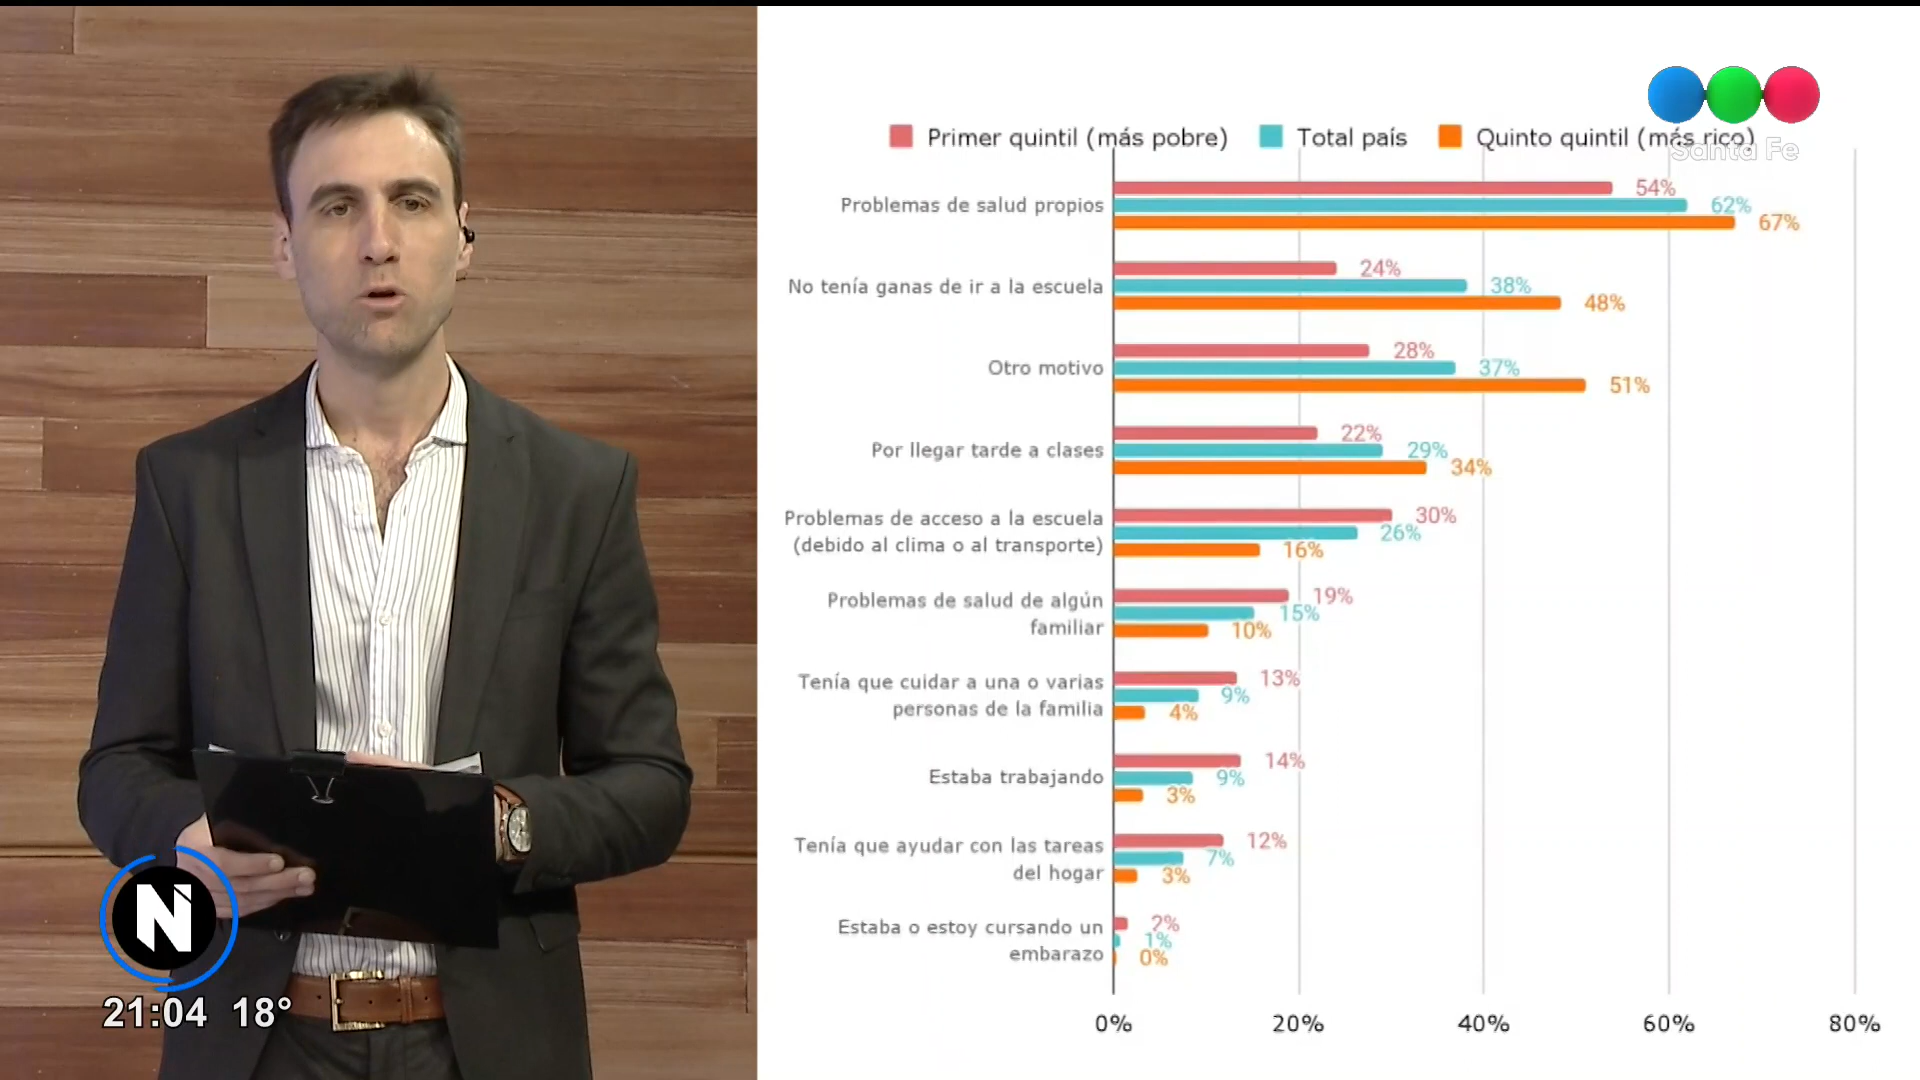 Primer quintil (más pobre) Total país Quinto quintil (más rico)
Santa Fe
Problemas de salud propios
54%
62%
67%
No tenía ganas de ir a la escuela
24%
38%
48%
Otro motivo
28%
37%
51%
Por llegar tarde a clases
22%
29%
34%
Problemas de acceso a la escuela
(debido al clima o al transporte)
30%
26%
16%
Problemas de salud de algún
familiar
19%
15%
10%
Tenía que cuidar a una o varias
personas de la familia
13%
9%
4%
Estaba trabajando
14%
9%
3%
Tenía que ayudar con las tareas
del hogar
12%
7%
3%
Estaba o estoy cursando un
embarazo
2%
1%
0%
0% 20% 40% 60% 80%
N
21:04 18°